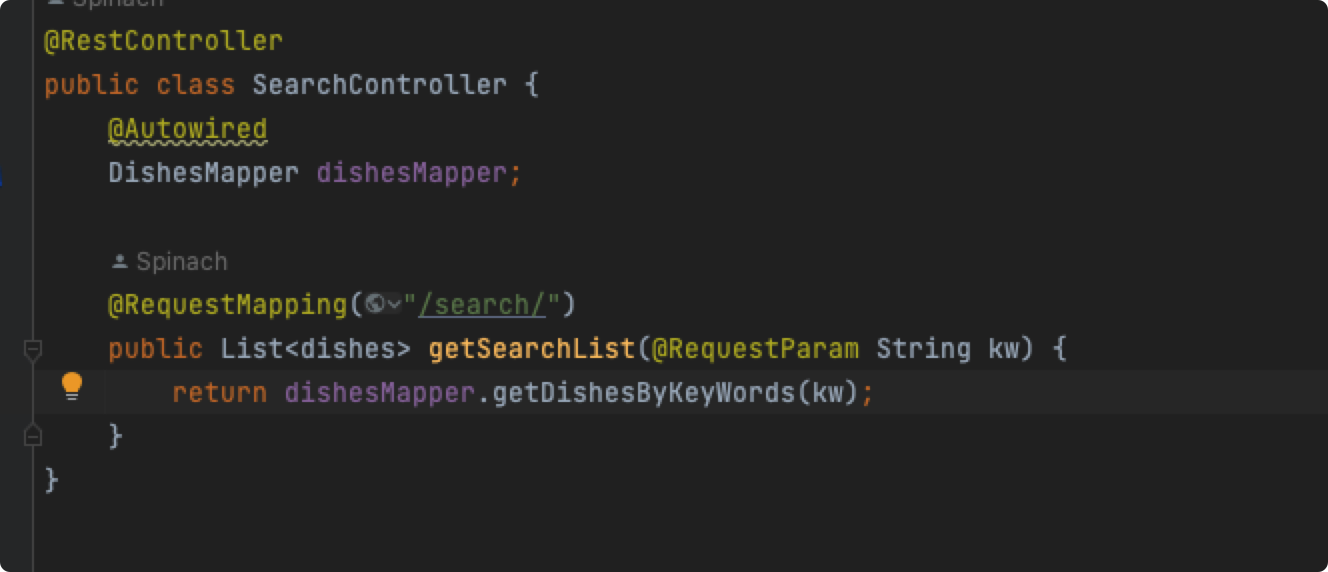 Spinach
@RestController
public class SearchController {
@Autowired
DishesMapper dishesMapper;
Spinach
@RequestMapping("/search/")
public List<dishes> getSearchList(@RequestParam String kw) {
return dishesMapper.getDishesByKeyWords(kw);
}
}